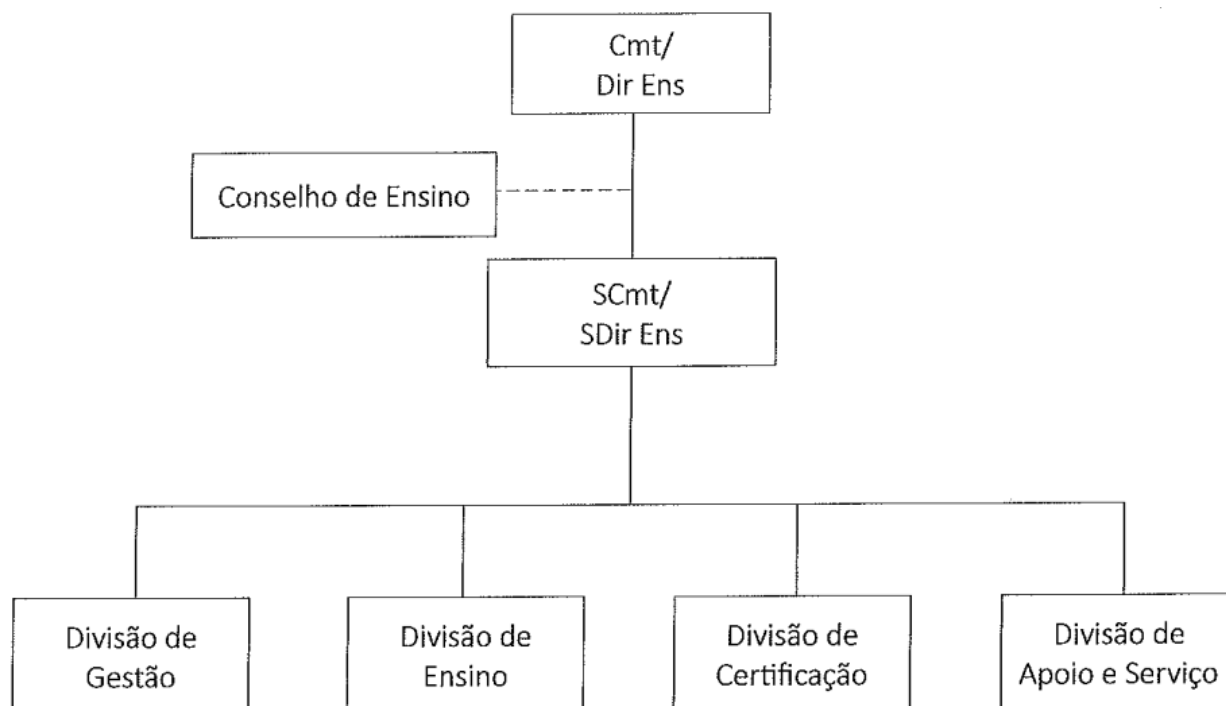 Cmt/
Dir Ens
Conselho de Ensino
SCmt/
SDir Ens
Divisão de
Gestão
Divisão de
Ensino
Divisão de
Certificação
Divisão de
Apoio e Serviço